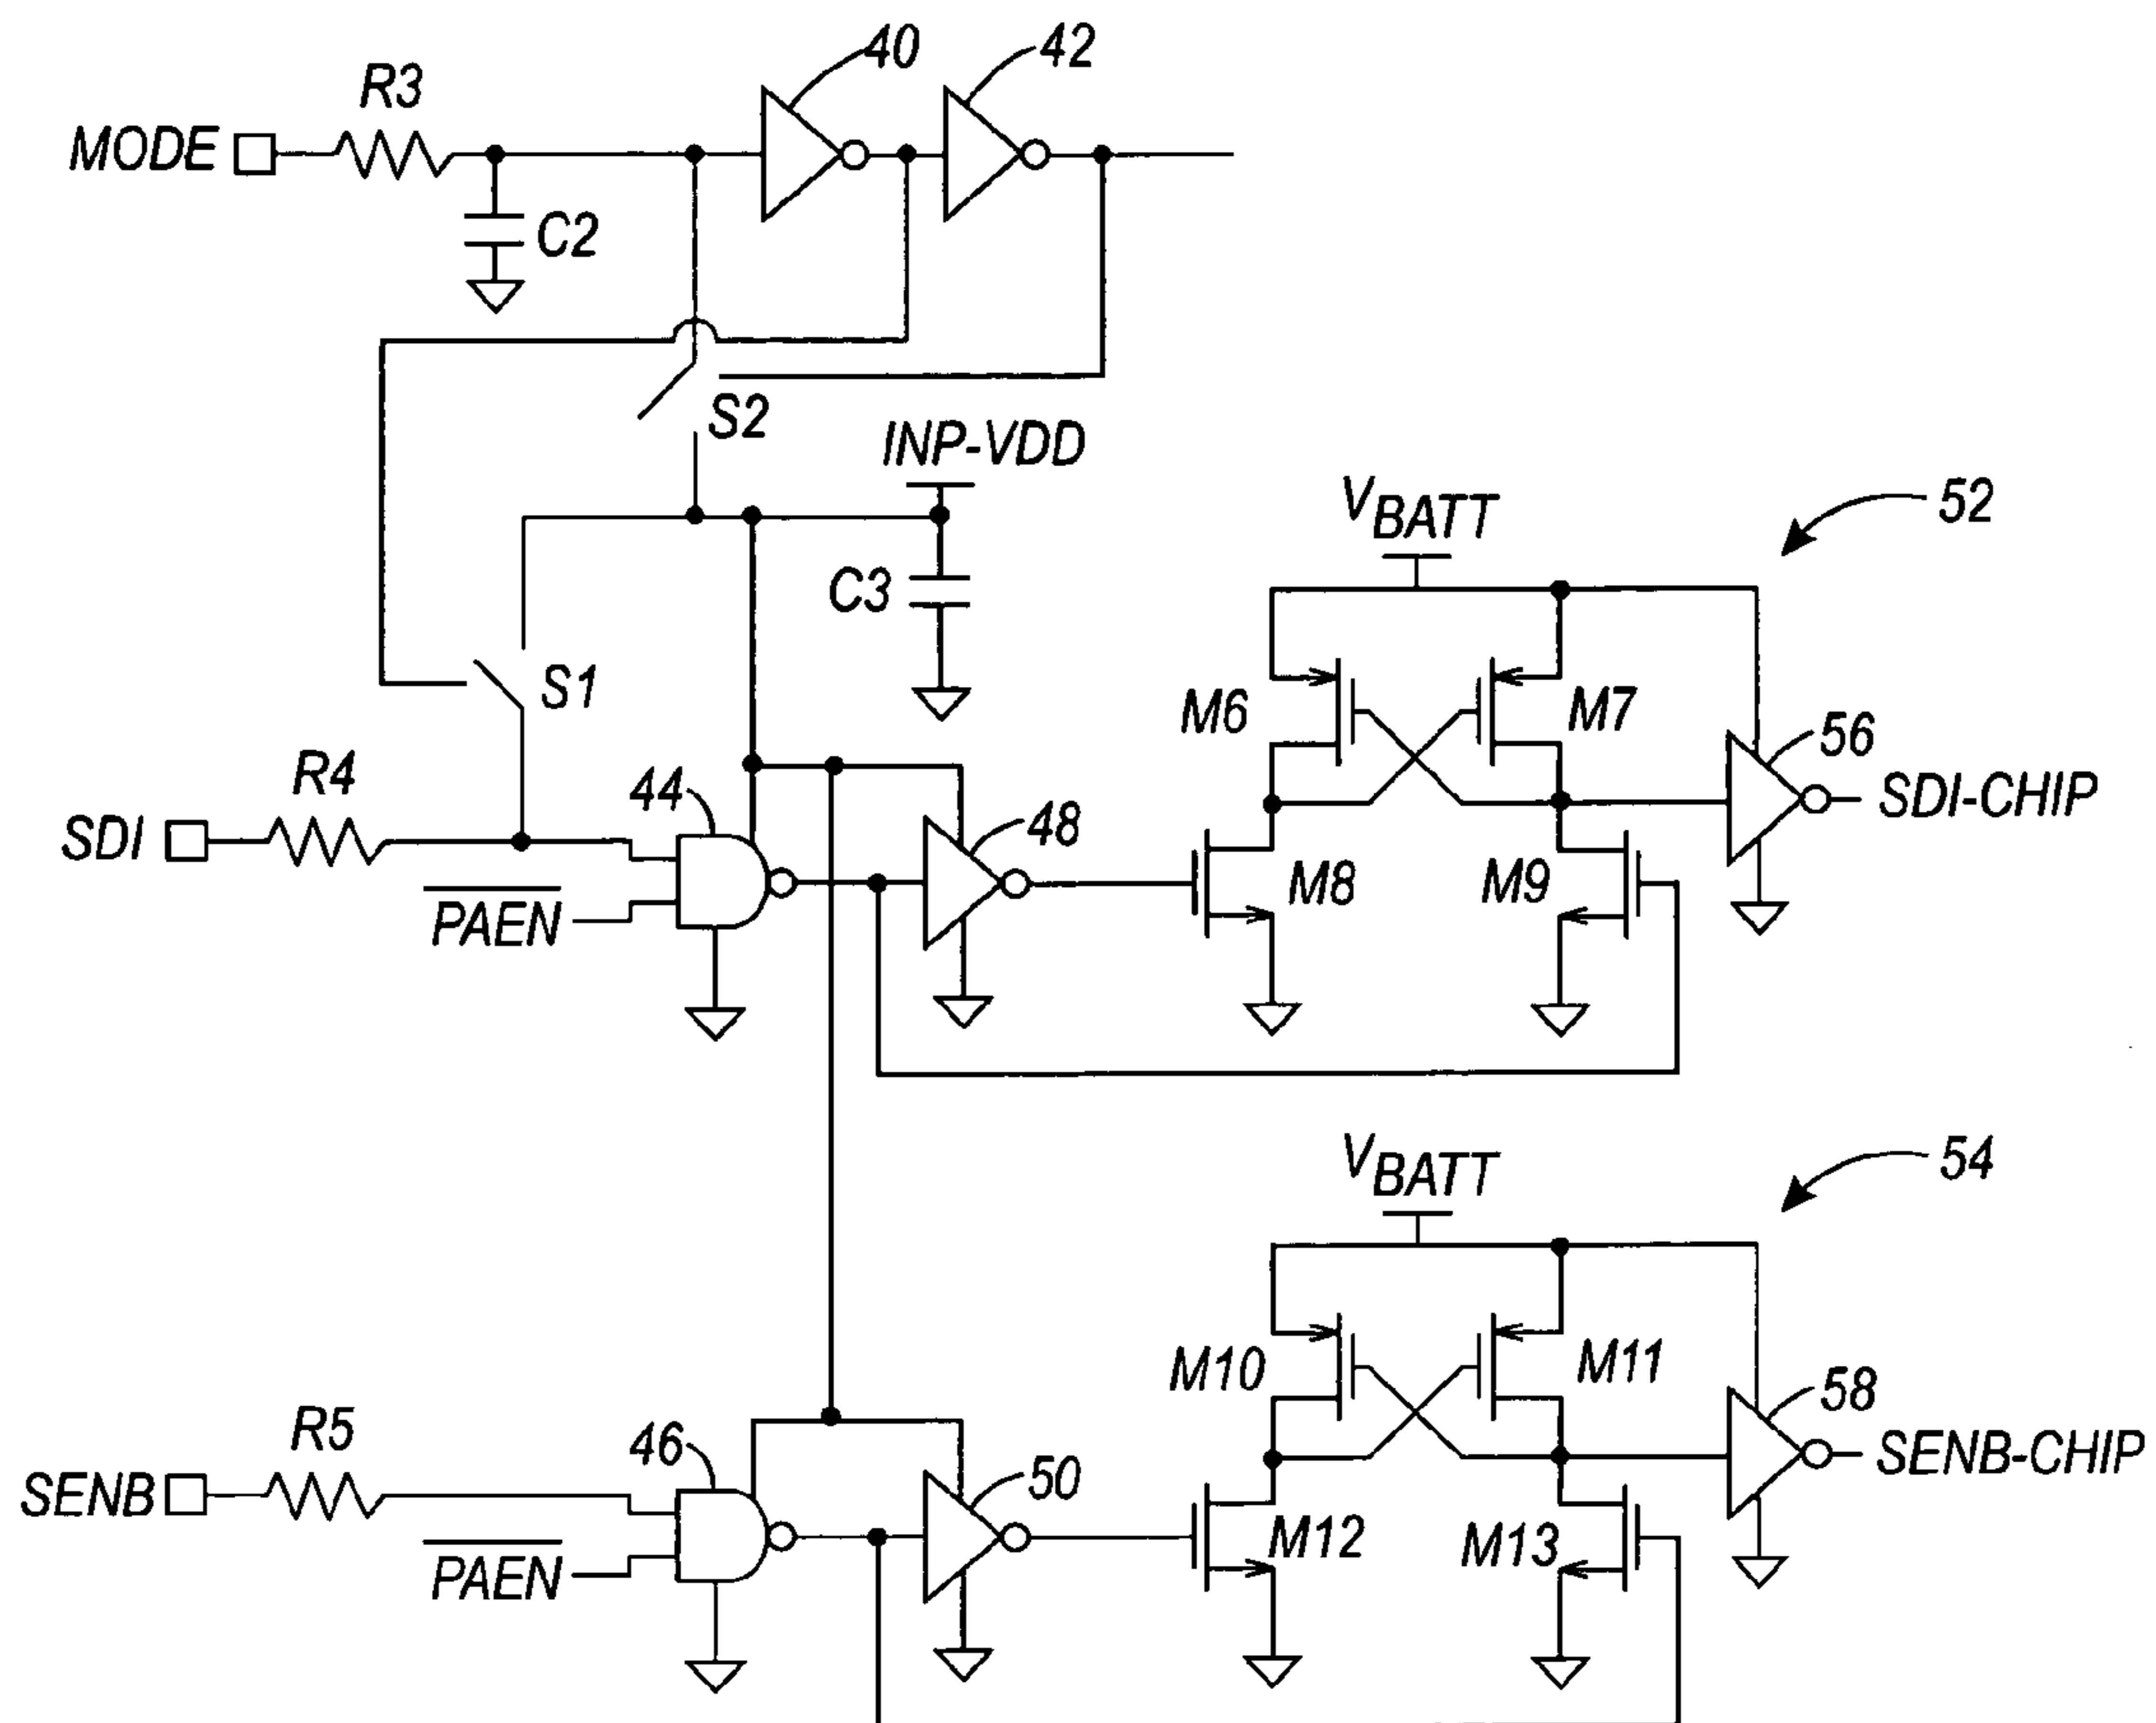 40
42
R3
MODE
C2
S2
INP-VDD
VBATT
52
C3
S1
M6
M7
56
R4
44
48
SDI-CHIP
SDI
PAEN
M8
M9
VBATT
54
M10
M11
58
R5
46
50
SENB-CHIP
SENB
PAEN
M12
M13